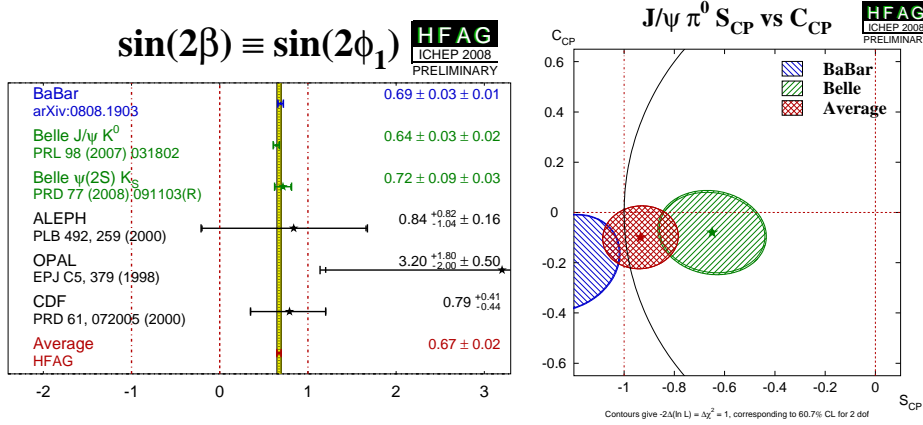 sin(2β) ≡ sin(2ϕ₁)
HFAG
ICHEP 2008
PRELIMINARY
BaBar
arXiv:0808.1903
0.69 ± 0.03 ± 0.01
Belle J/ψ K⁰
PRL 98 (2007) 031802
0.64 ± 0.03 ± 0.02
Belle ψ(2S) K_S
PRD 77 (2008) 091103(R)
0.72 ± 0.09 ± 0.03
ALEPH
PLB 492, 259 (2000)
0.84 +0.82 -1.04 ± 0.16
OPAL
EPJ C5, 379 (1998)
3.20 +1.80 -2.00 ± 0.50
CDF
PRD 61, 072005 (2000)
0.79 +0.41 -0.44
Average
HFAG
0.67 ± 0.02
-2 -1 0 1 2 3
J/ψ π⁰ S_CP vs C_CP
HFAG
ICHEP 2008
PRELIMINARY
C_CP
BaBar
Belle
Average
0.6
0.4
0.2
0
-0.2
-0.4
-0.6
-1 -0.8 -0.6 -0.4 -0.2 0
S_CP
Contours give -2Δ(ln L) = Δχ² = 1, corresponding to 60.7% CL for 2 dof